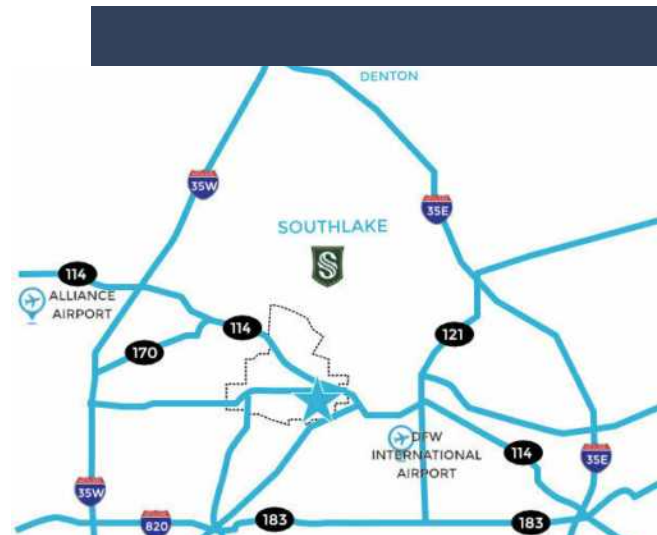 DENTON
35W
35E
SOUTHLAKE
S
114
ALLIANCE
AIRPORT
114
121
170
DFW
INTERNATIONAL
AIRPORT
114
35E
35W
820
183
183